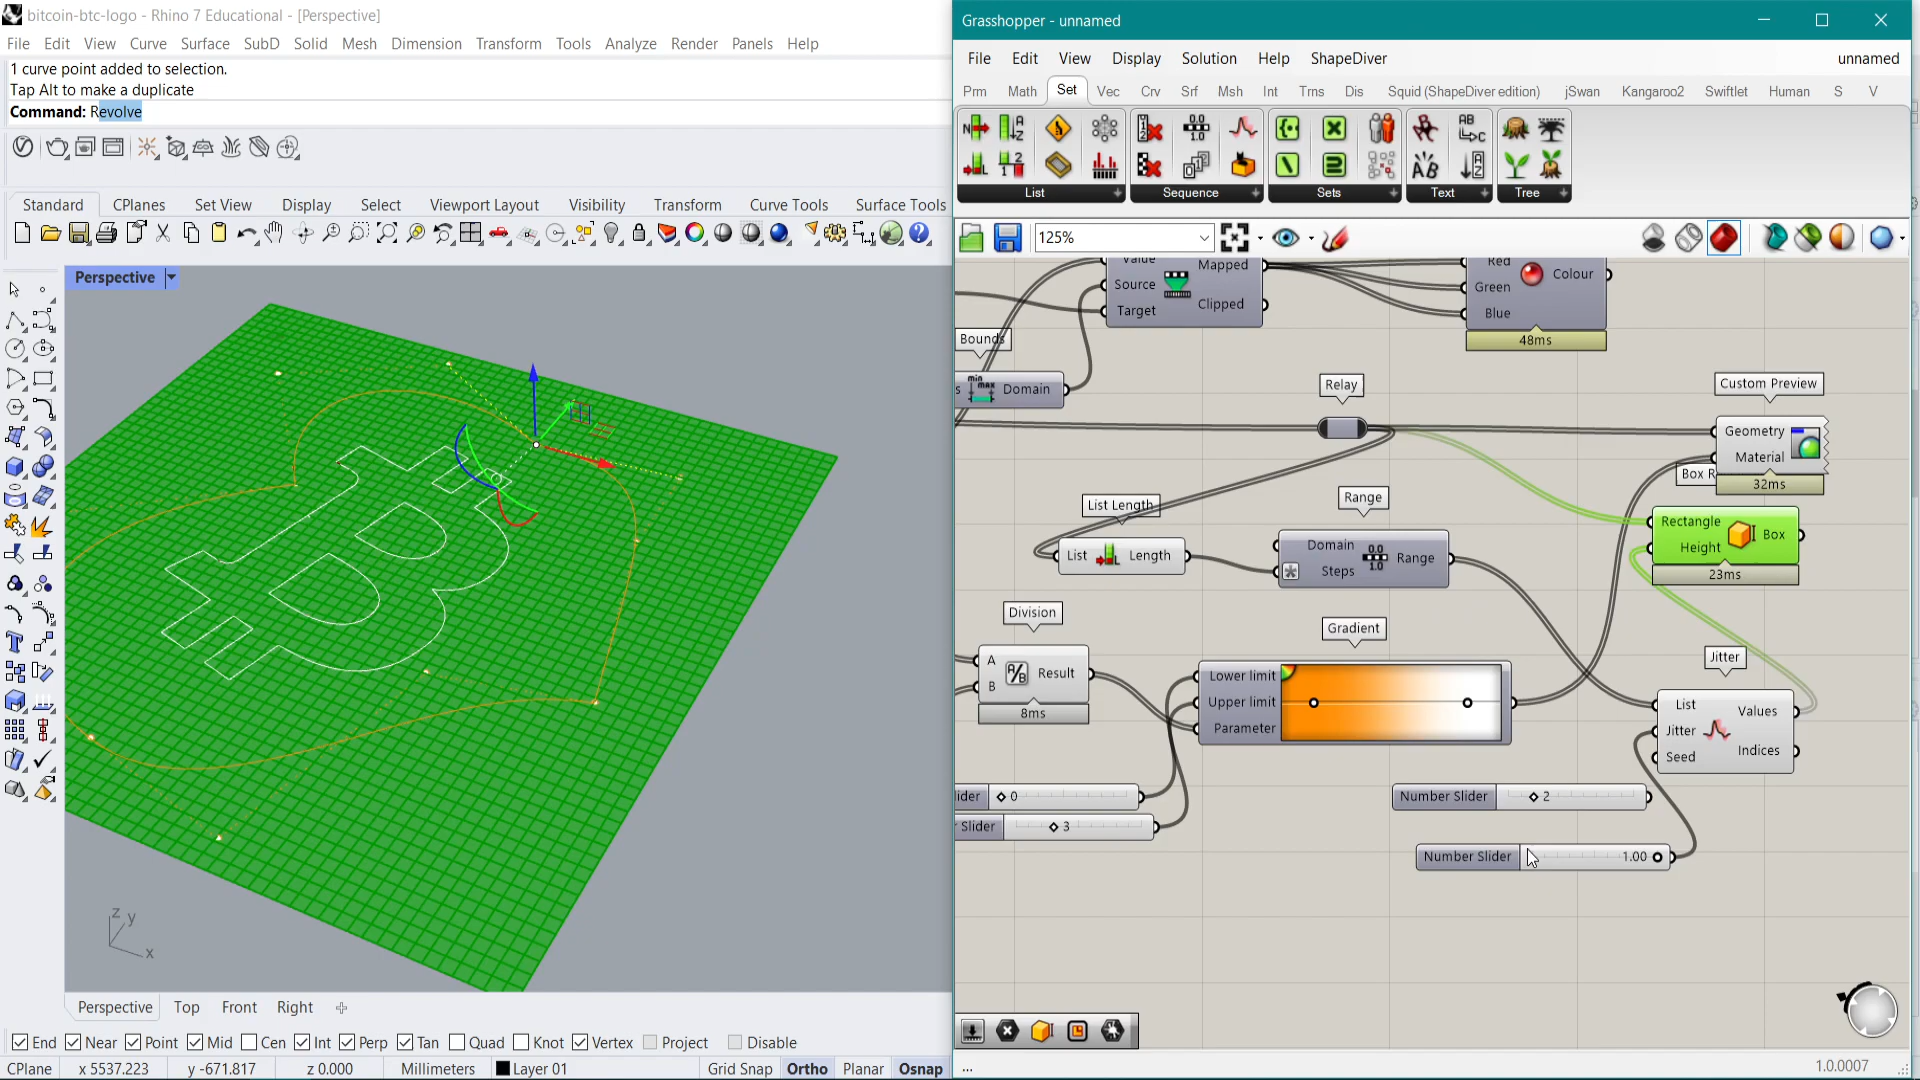 bitcoin-btc-logo - Rhino 7 Educational - [Perspective]
File Edit View Curve Surface SubD Solid Mesh Dimension Transform Tools Analyze Render Panels Help
1 curve point added to selection.
Tap Alt to make a duplicate
Command: Revolve
Standard CPlanes Set View Display Select Viewport Layout Visibility Transform Curve Tools Surface Tools
Perspective
z y
x
Perspective Top Front Right
End Near Point Mid Cen Int Perp Tan Quad Knot Vertex Project Disable
CPlane x 5537.223 y -671.817 z 0.000 Millimeters Layer 01 Grid Snap Ortho Planar Osnap
Grasshopper - unnamed
File Edit View Display Solution Help ShapeDiver unnamed
Prm Math Set Vec Crv Srf Msh Int Trns Dis Squid (ShapeDiver edition) jSwan Kangaroo2 Swiftlet Human S V
List Sequence Sets Text Tree
125%
Value Mapped
Source
Target Clipped
Red
Green Colour
Blue
48ms
Bounds
min max Domain
Relay
Custom Preview
Geometry
Material
32ms
Box R
List Length
List Length
Range
Domain
Steps
0.0
1.0
Range
Rectangle
Height
Box
23ms
Division
A
B
A/B
Result
8ms
Gradient
Lower limit
Upper limit
Parameter
Jitter
List
Jitter
Seed
Values
Indices
lider 0
r Slider 3
Number Slider 2
Number Slider 1.00
...
1.0.0007